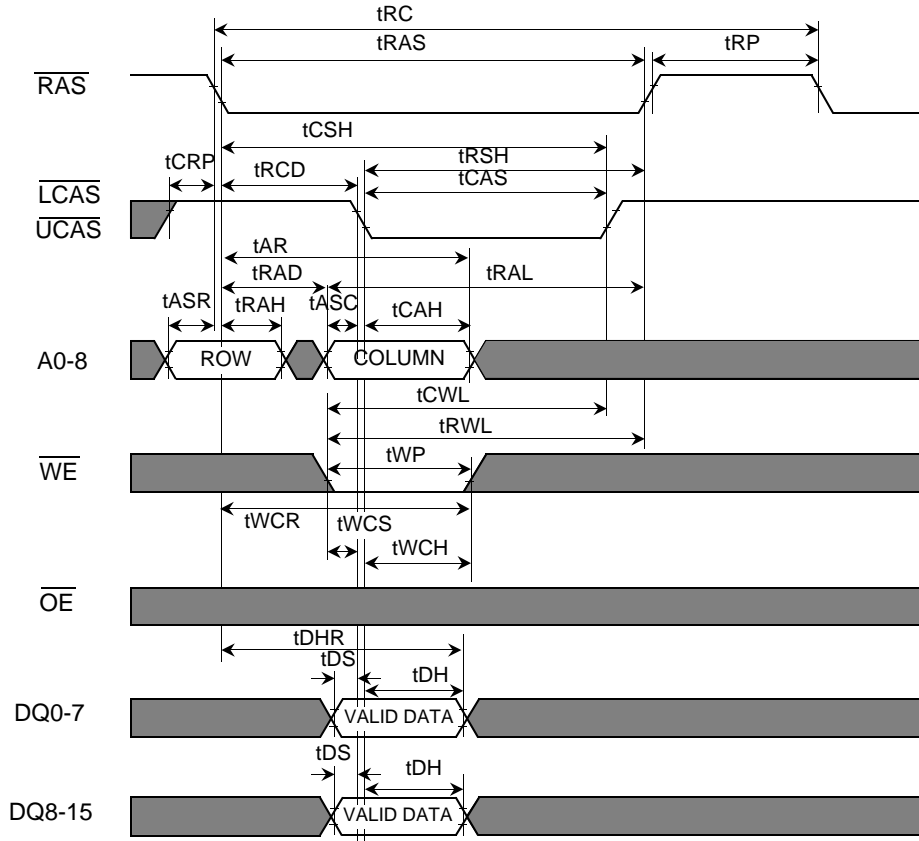 tRC
tRAS
tRP
RAS
tCSH
tCRP
tRCD
tRSH
tCAS
LCAS
UCAS
tAR
tRAD
tRAL
tASR
tRAH
tASC
tCAH
A0-8
ROW
COLUMN
tCWL
tRWL
WE
tWP
tWCR
tWCS
tWCH
OE
tDHR
tDS
tDH
DQ0-7
VALID DATA
tDS
tDH
DQ8-15
VALID DATA